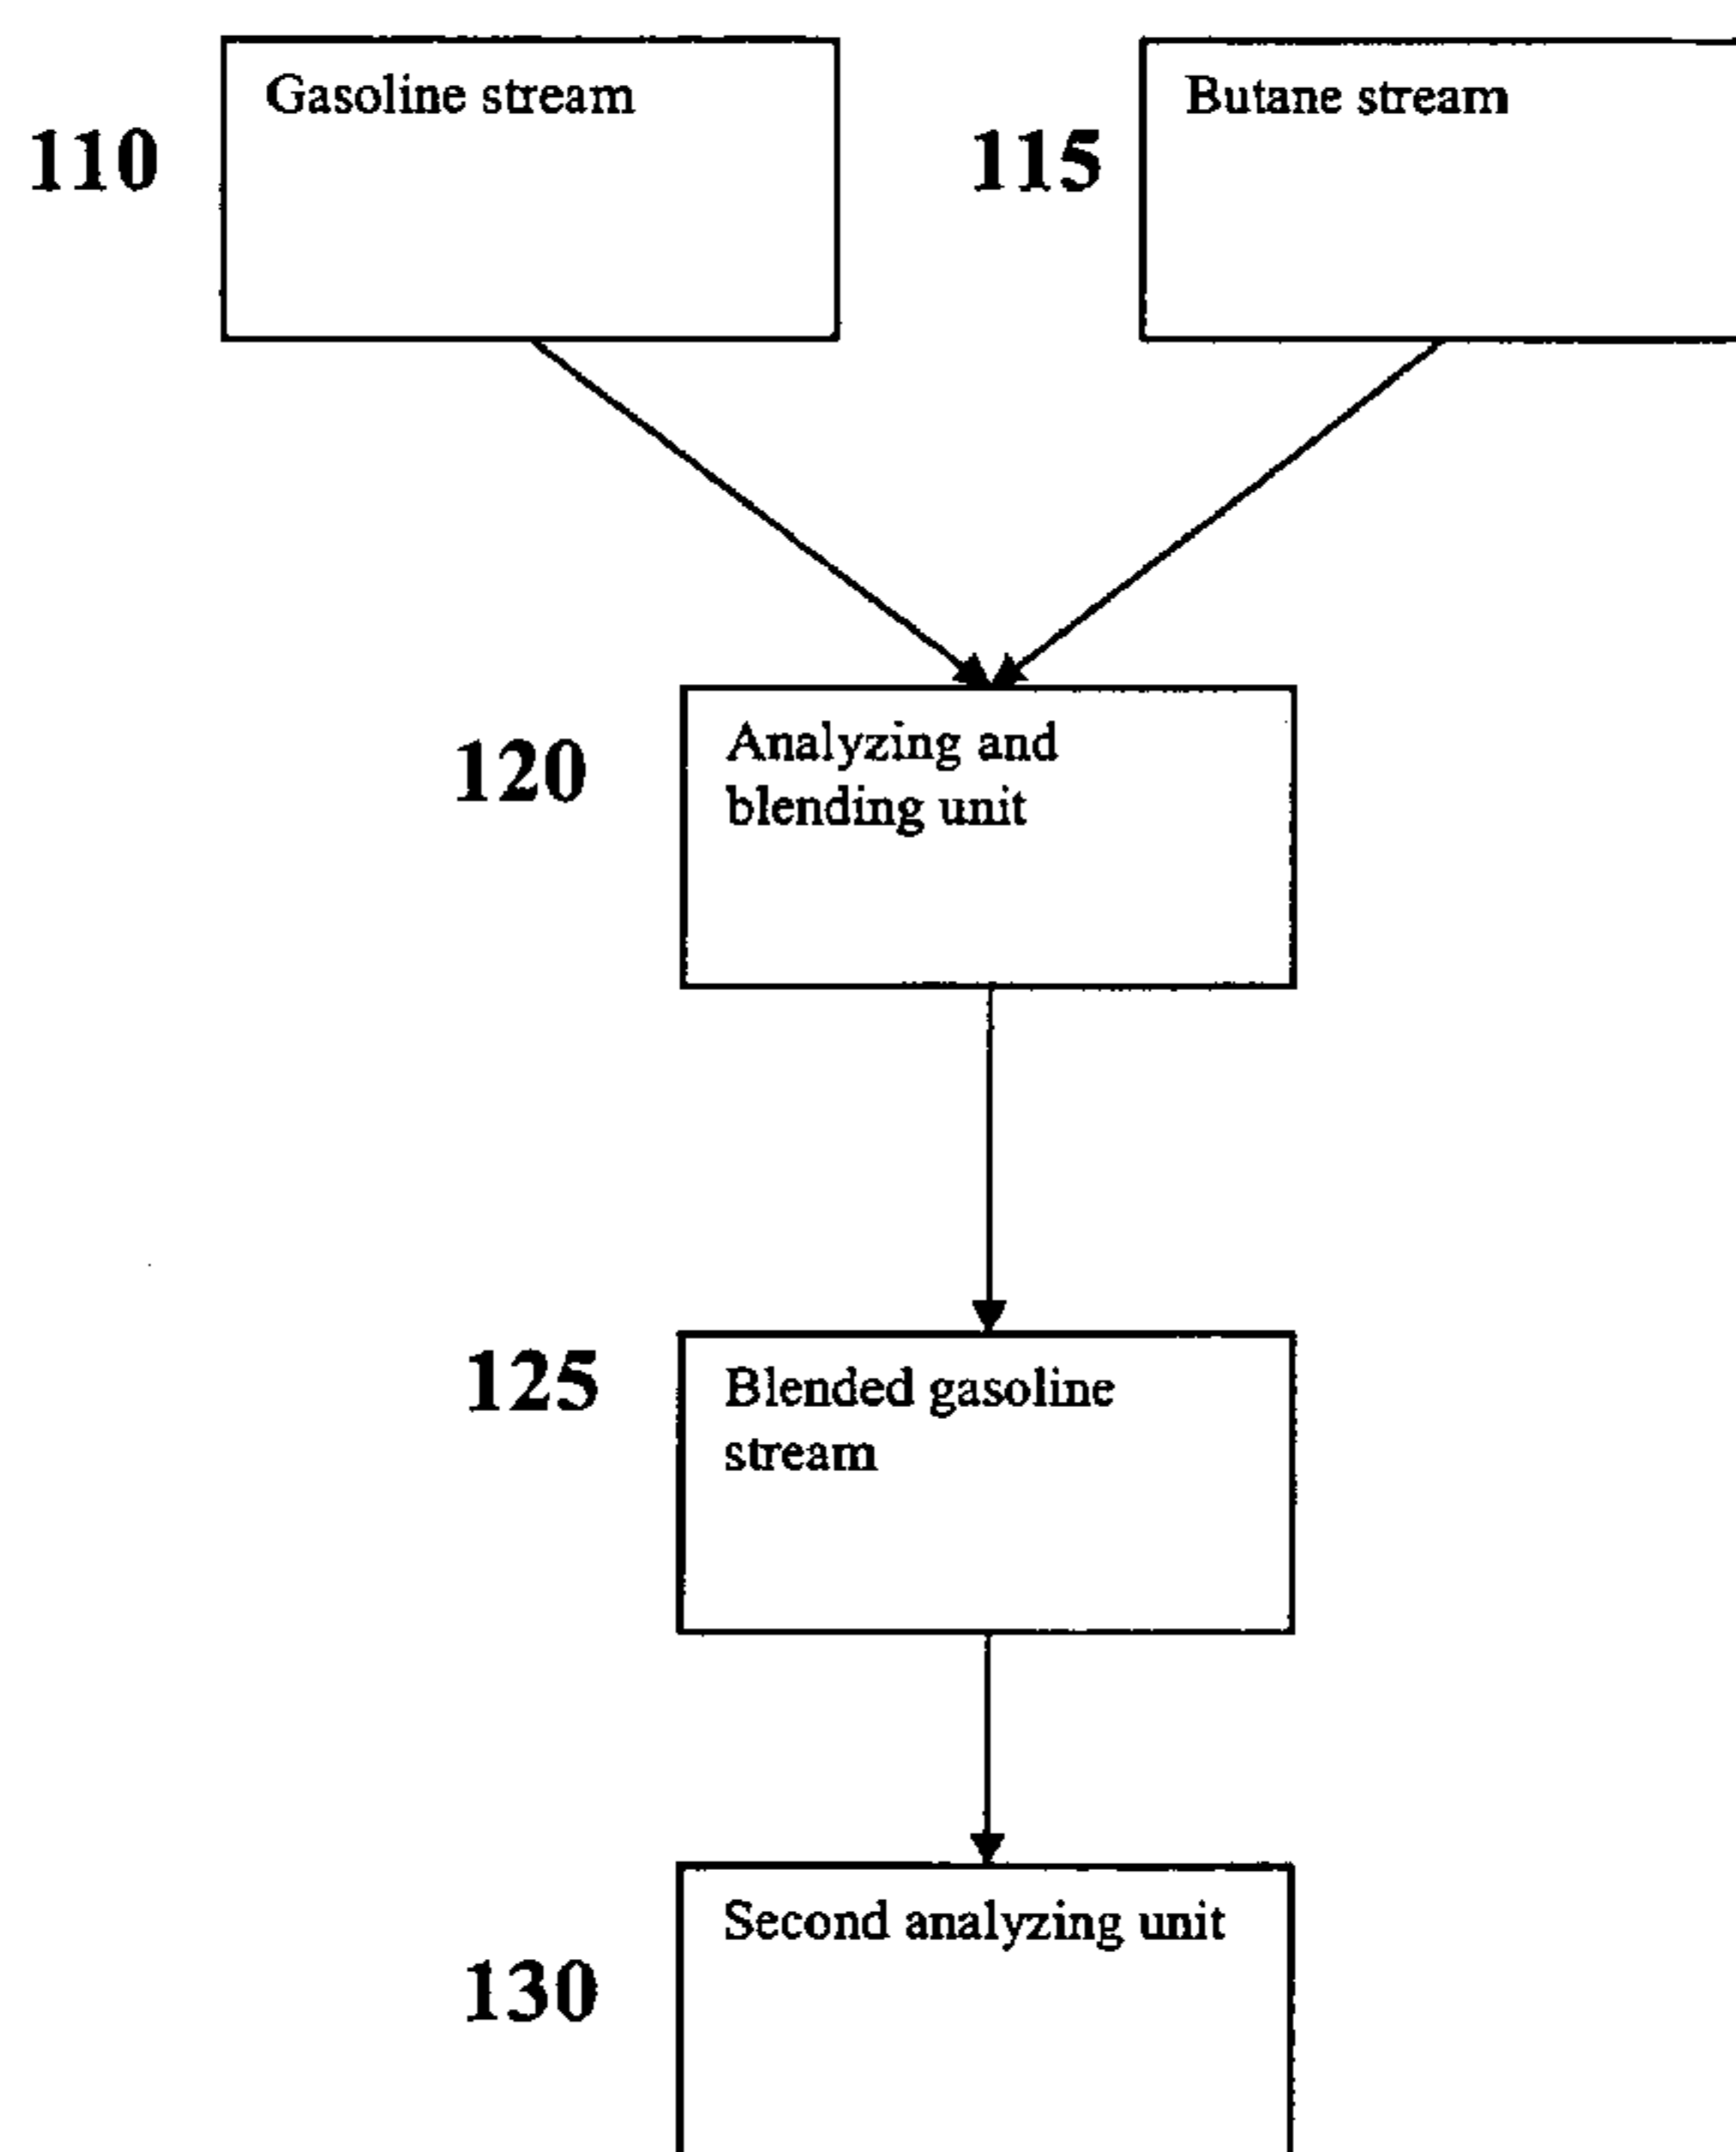 Gasoline stream
110
Butane stream
115
Analyzing and
blending unit
120
Blended gasoline
stream
125
Second analyzing unit
130